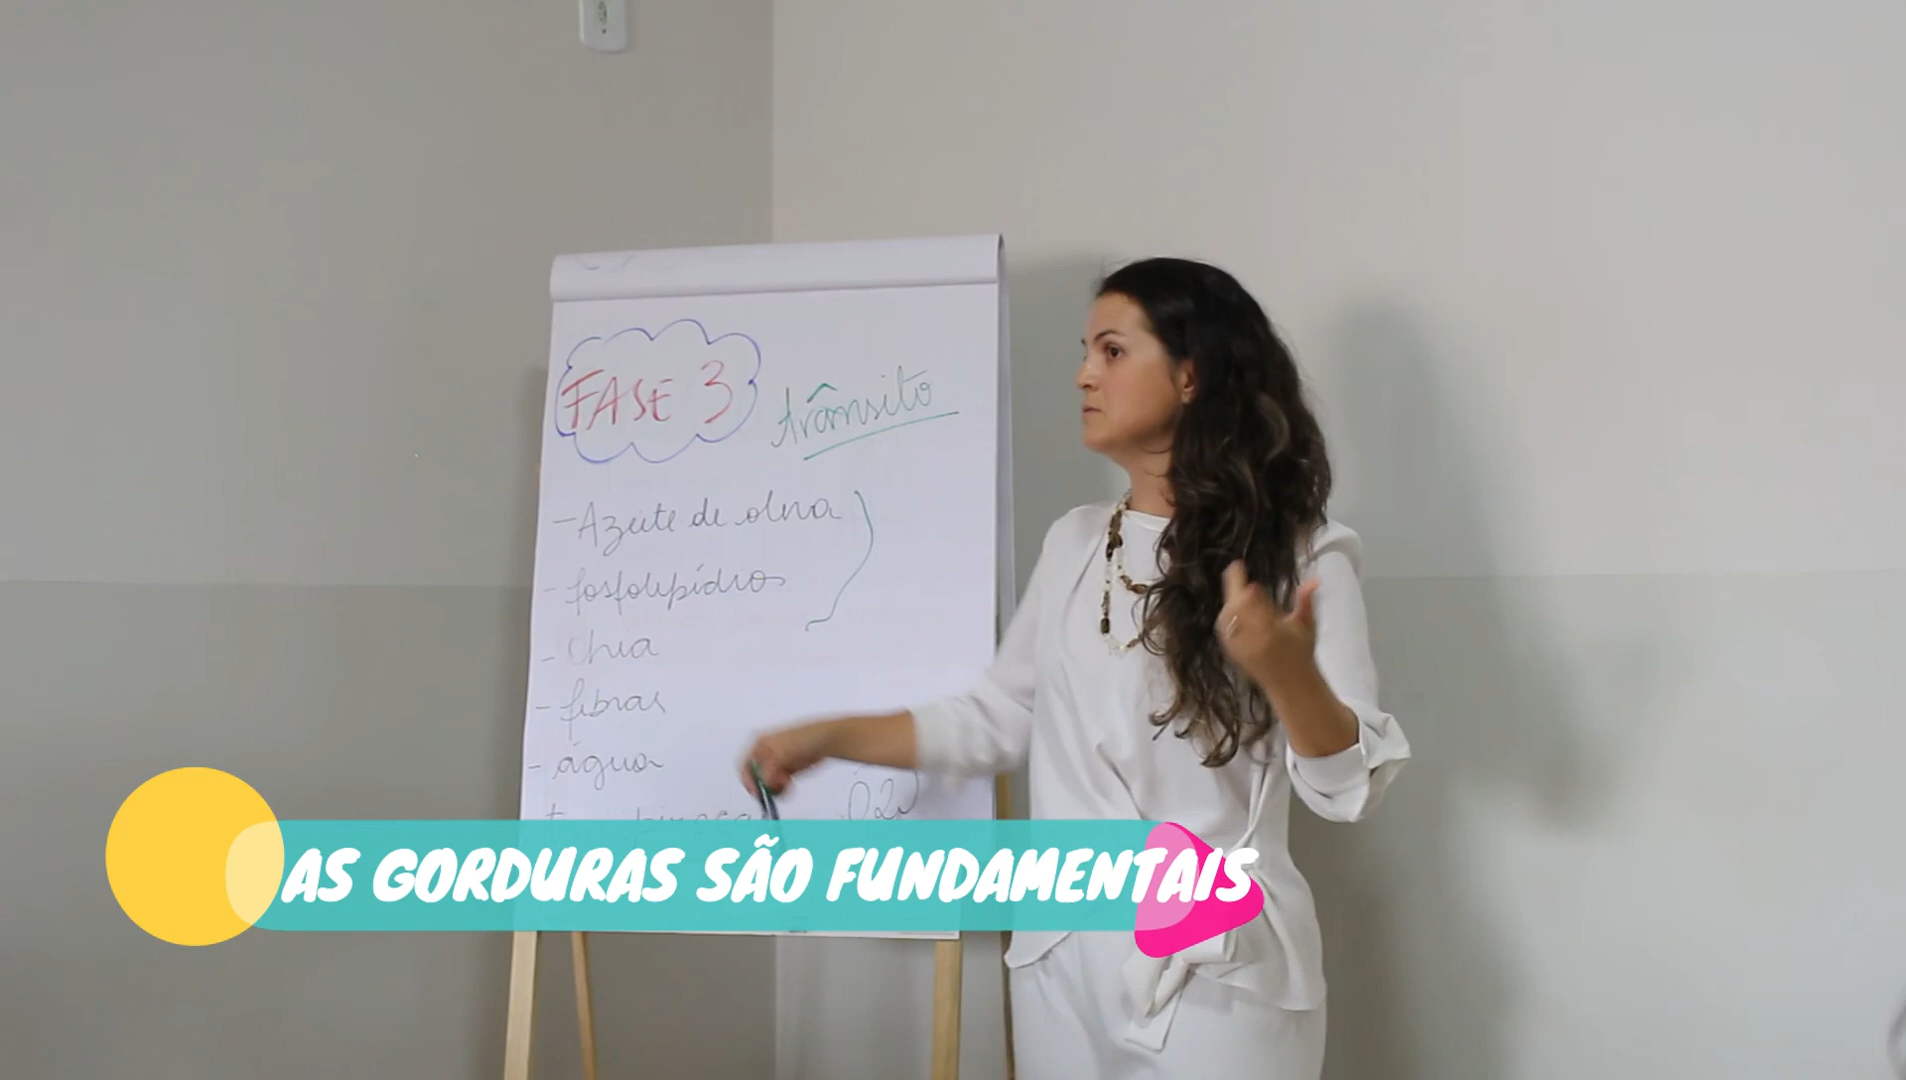 FASE 3
trânsito
- Azeite de oliva
- fosfolipídios
- Chia
- fibras
- água
AS GORDURAS SÃO FUNDAMENTAIS